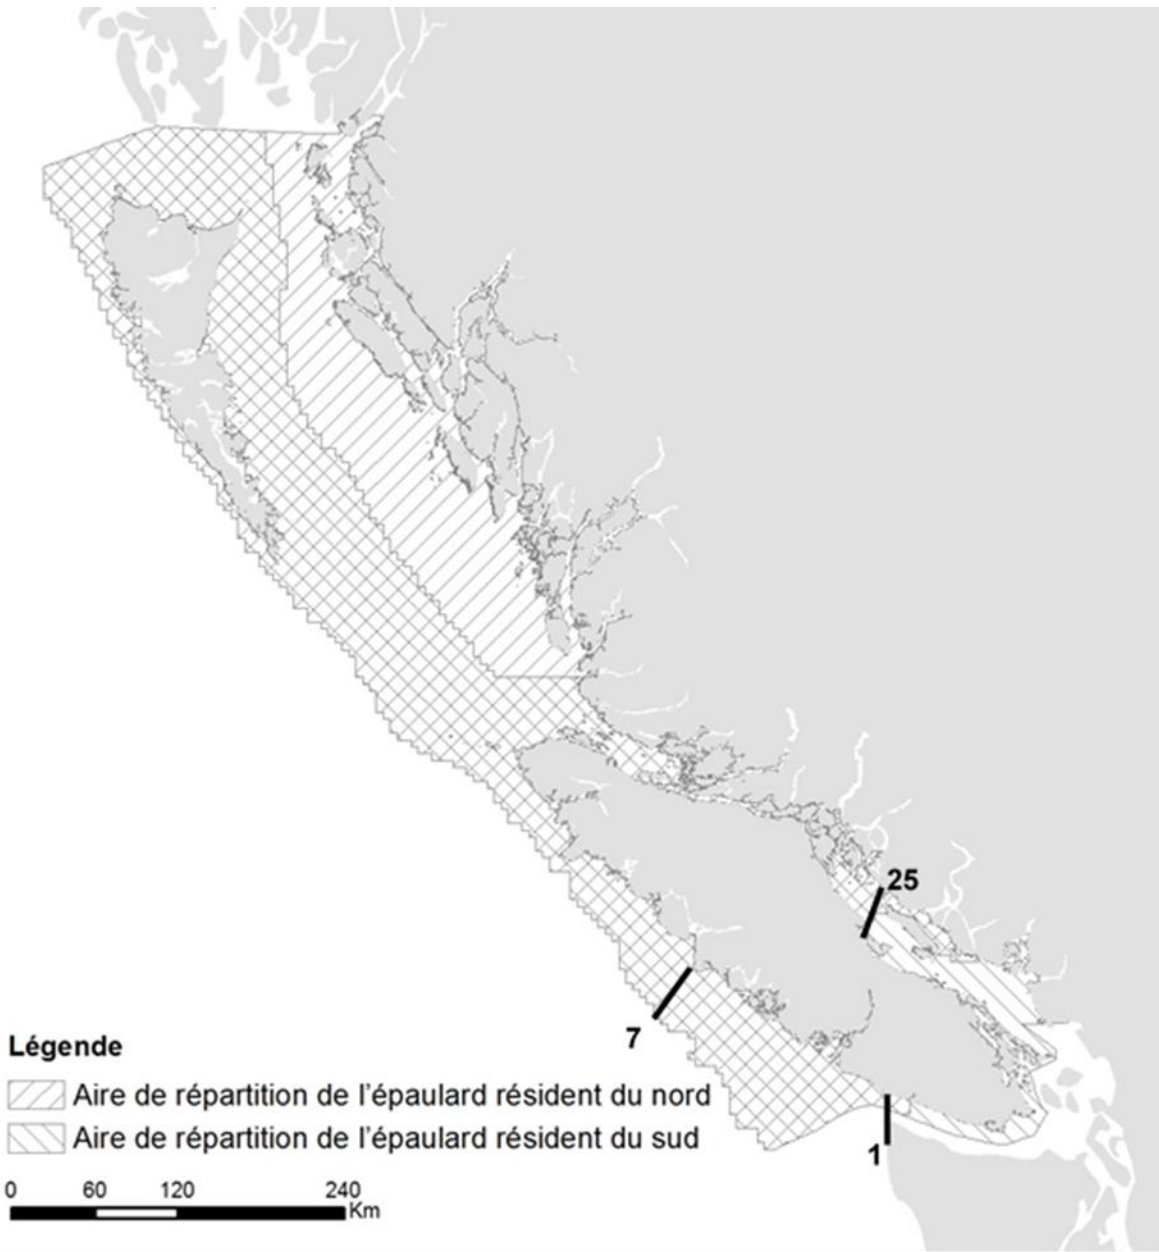 25
7
1
Légende
Aire de répartition de l'épaulard résident du nord
Aire de répartition de l'épaulard résident du sud
0 60 120 240
Km